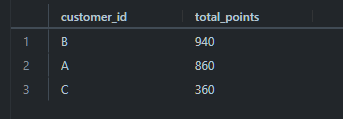 customer_id total_points
1 B 940
2 A 860
3 C 360